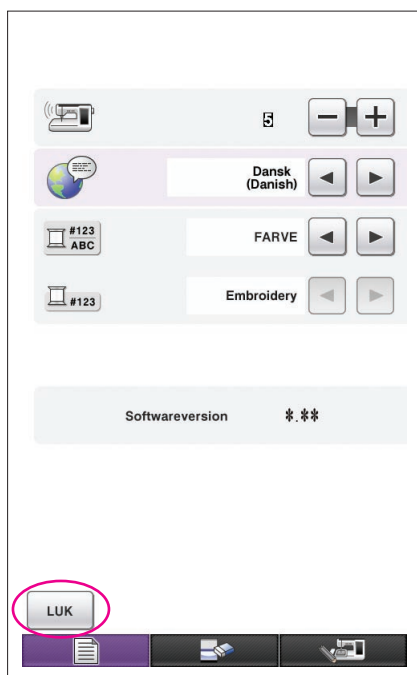 5
Dansk
(Danish)
#123
ABC
FARVE
#123
Embroidery
Softwareversion *.**
LUK